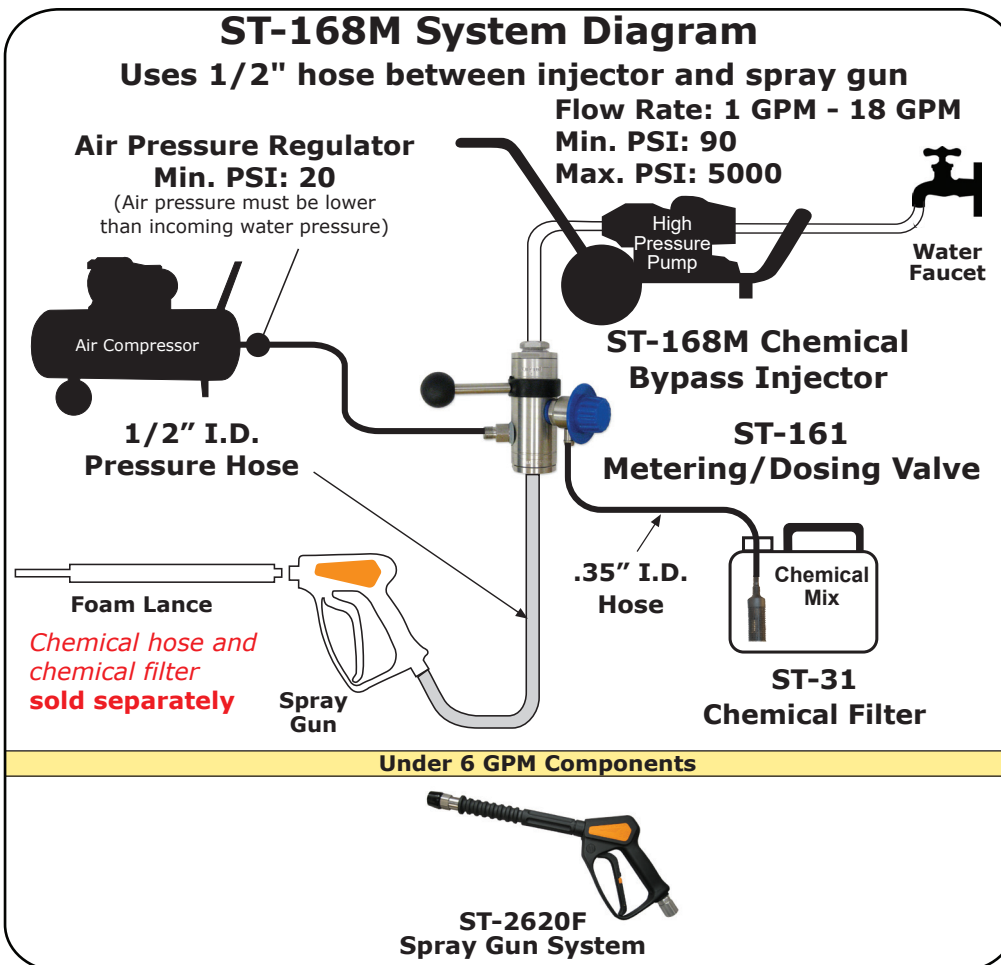 ST-168M System Diagram
Uses 1/2" hose between injector and spray gun
Flow Rate: 1 GPM - 18 GPM
Min. PSI: 90
Max. PSI: 5000
Air Pressure Regulator
Min. PSI: 20
(Air pressure must be lower
than incoming water pressure)
High
Pressure
Pump
Water
Faucet
Air Compressor
ST-168M Chemical
Bypass Injector
1/2” I.D.
Pressure Hose
ST-161
Metering/Dosing Valve
.35” I.D.
Hose
Chemical
Mix
Foam Lance
Chemical hose and
chemical filter
sold separately
Spray
Gun
ST-31
Chemical Filter
Under 6 GPM Components
ST-2620F
Spray Gun System